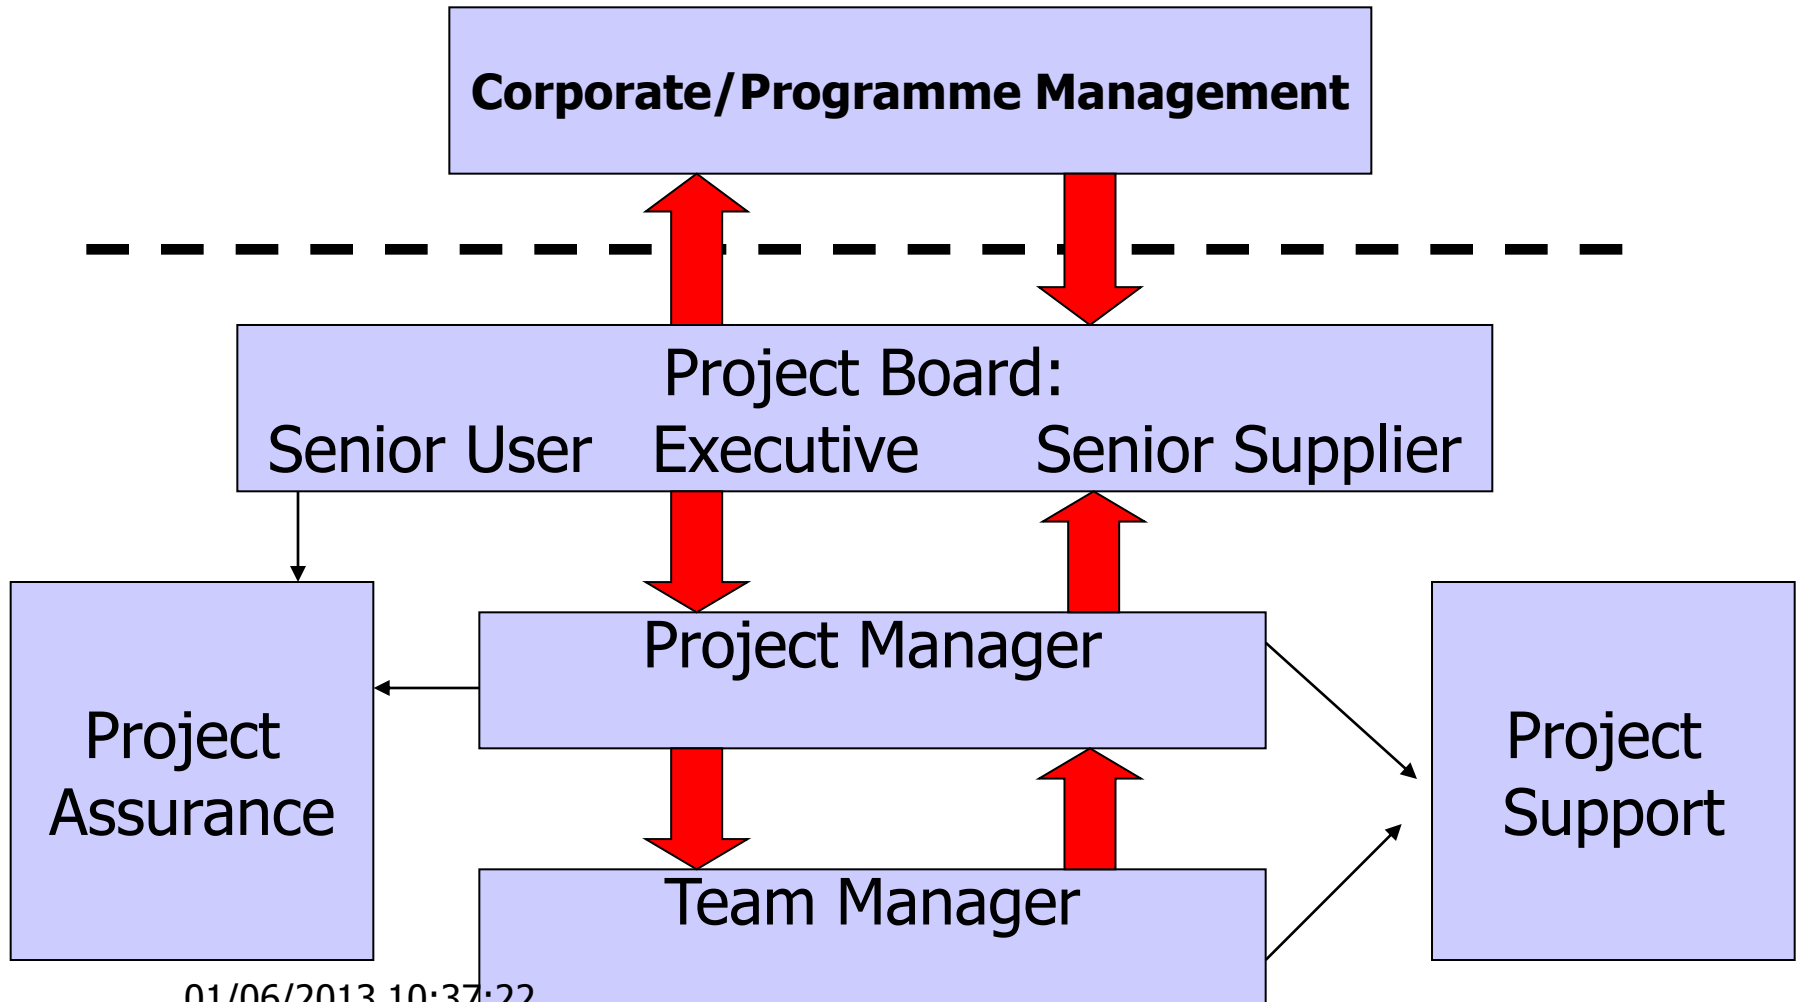 Corporate/Programme Management
Project Board:
Senior User Executive Senior Supplier
Project Manager
Project
Assurance
Project
Support
Team Manager
01/06/2013 10:37:22